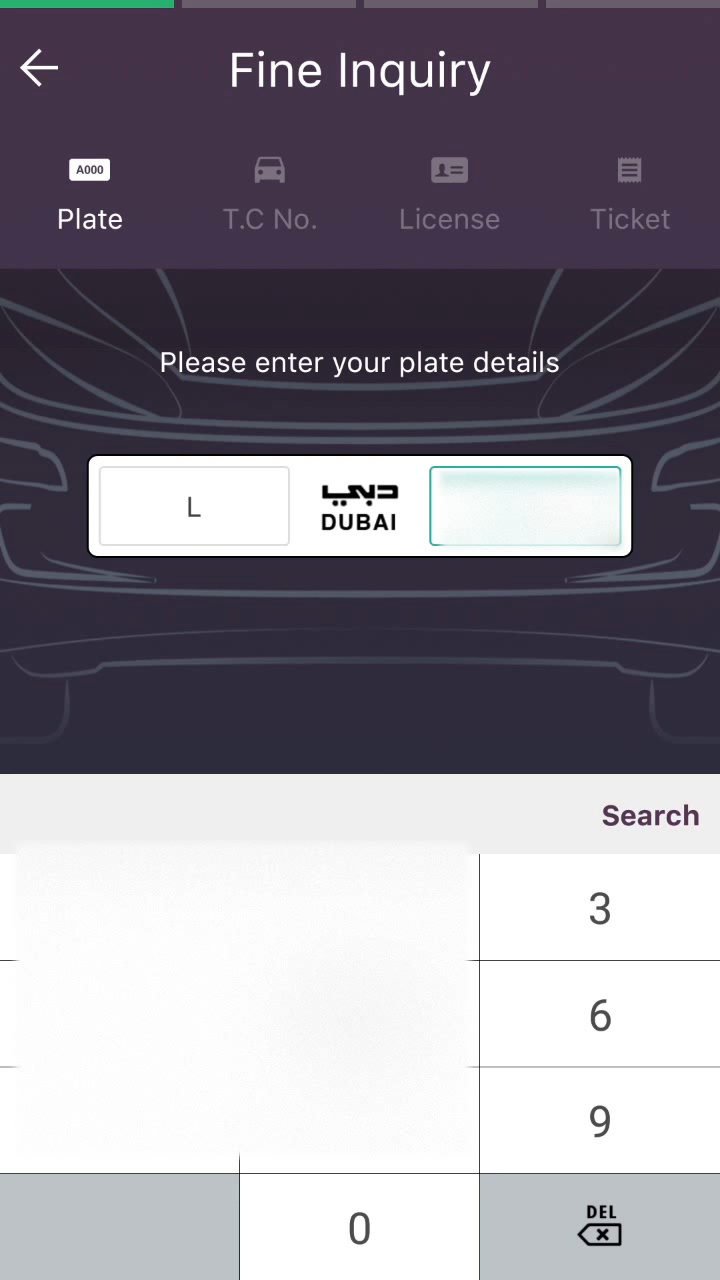 Fine Inquiry
A000
Plate
T.C No.
License
Ticket
Please enter your plate details
L
دبي
DUBAI
Search
3
6
9
0
DEL